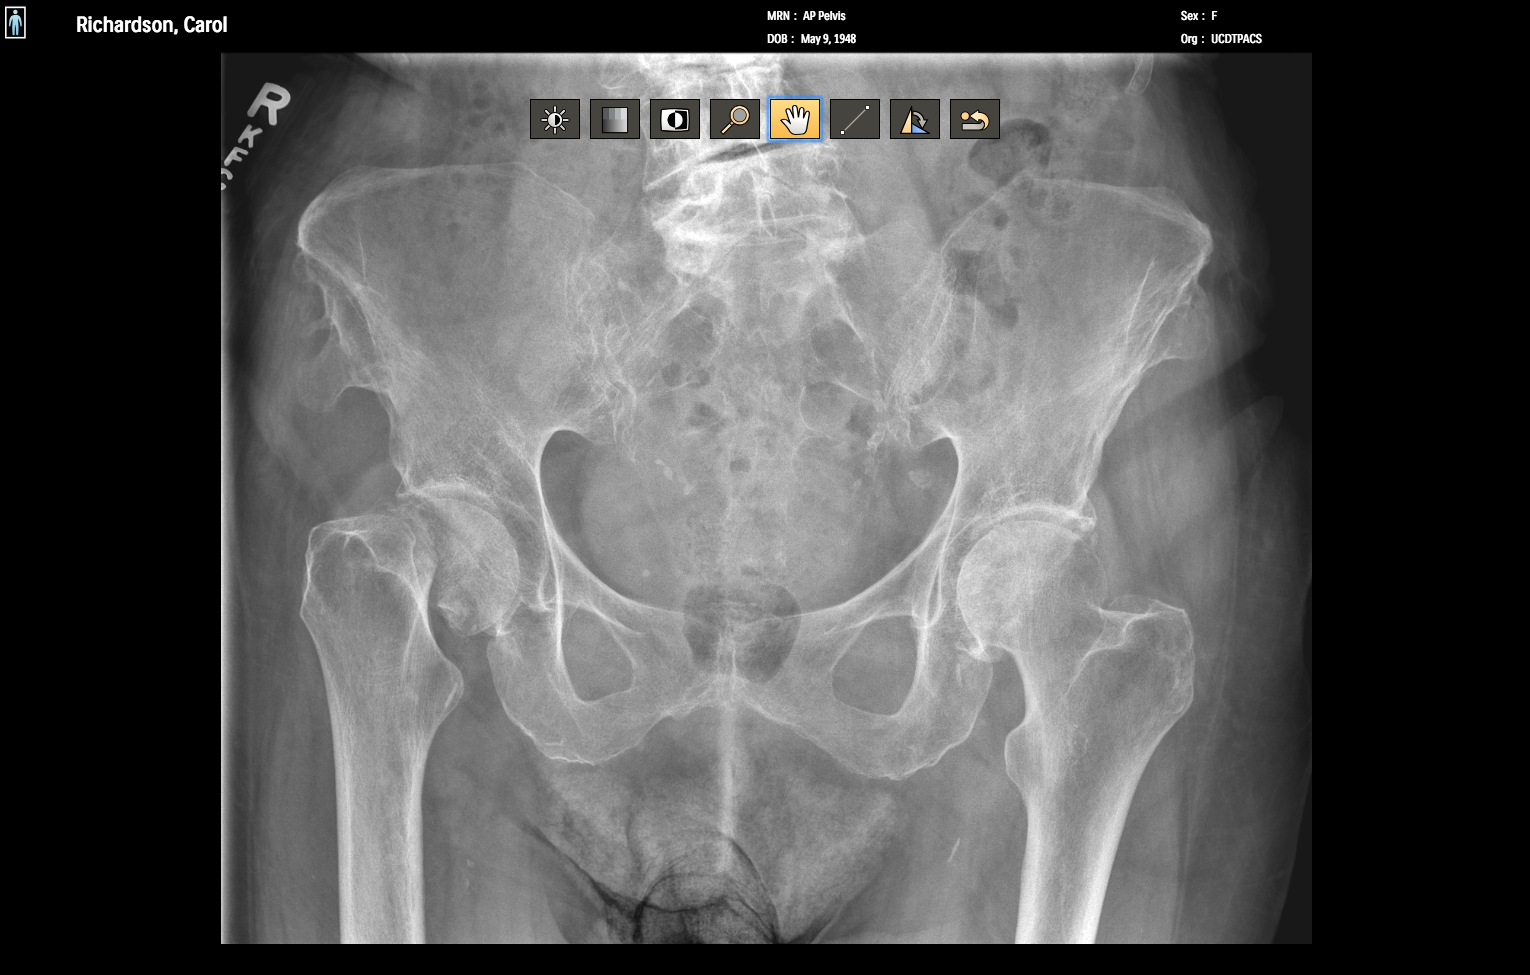 Richardson, Carol
MRN : AP Pelvis
DOB : May 9, 1948
Sex : F
Org : UCDTPACS
R